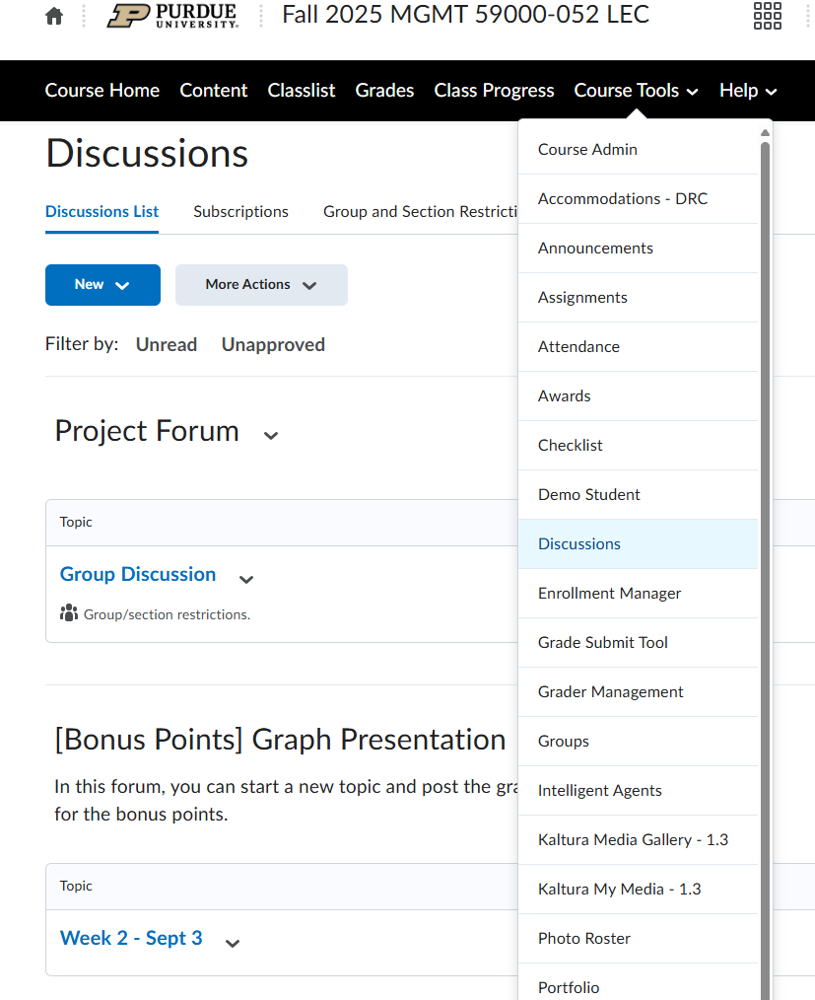 PURDUE
UNIVERSITY.
Fall 2025 MGMT 59000-052 LEC
Course Home Content Classlist Grades Class Progress Course Tools Help
Discussions
Discussions List Subscriptions Group and Section Restricti
New More Actions
Filter by: Unread Unapproved
Project Forum
Topic
Group Discussion
Group/section restrictions.
[Bonus Points] Graph Presentation
In this forum, you can start a new topic and post the gra
for the bonus points.
Topic
Week 2 - Sept 3
Course Admin
Accommodations - DRC
Announcements
Assignments
Attendance
Awards
Checklist
Demo Student
Discussions
Enrollment Manager
Grade Submit Tool
Grader Management
Groups
Intelligent Agents
Kaltura Media Gallery - 1.3
Kaltura My Media - 1.3
Photo Roster
Portfolio